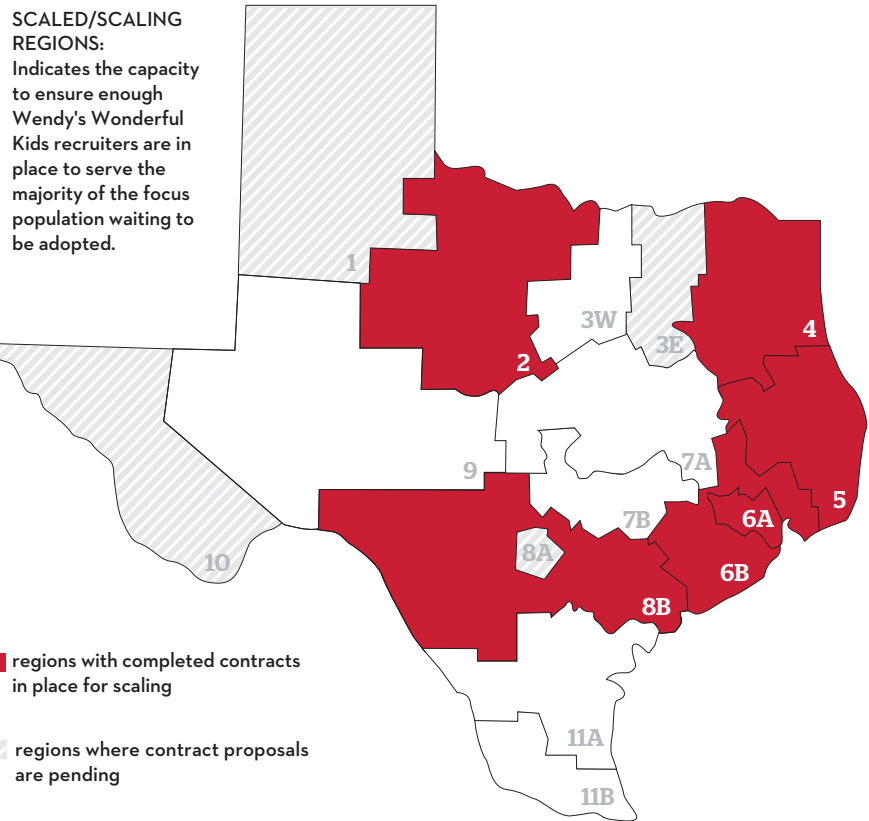 SCALED/SCALING
REGIONS:
Indicates the capacity
to ensure enough
Wendy's Wonderful
Kids recruiters are in
place to serve the
majority of the focus
population waiting to
be adopted.
1
3W
3E
4
2
7A
9
5
6A
7B
8A
10
6B
8B
regions with completed contracts
in place for scaling
11A
regions where contract proposals
are pending
11B